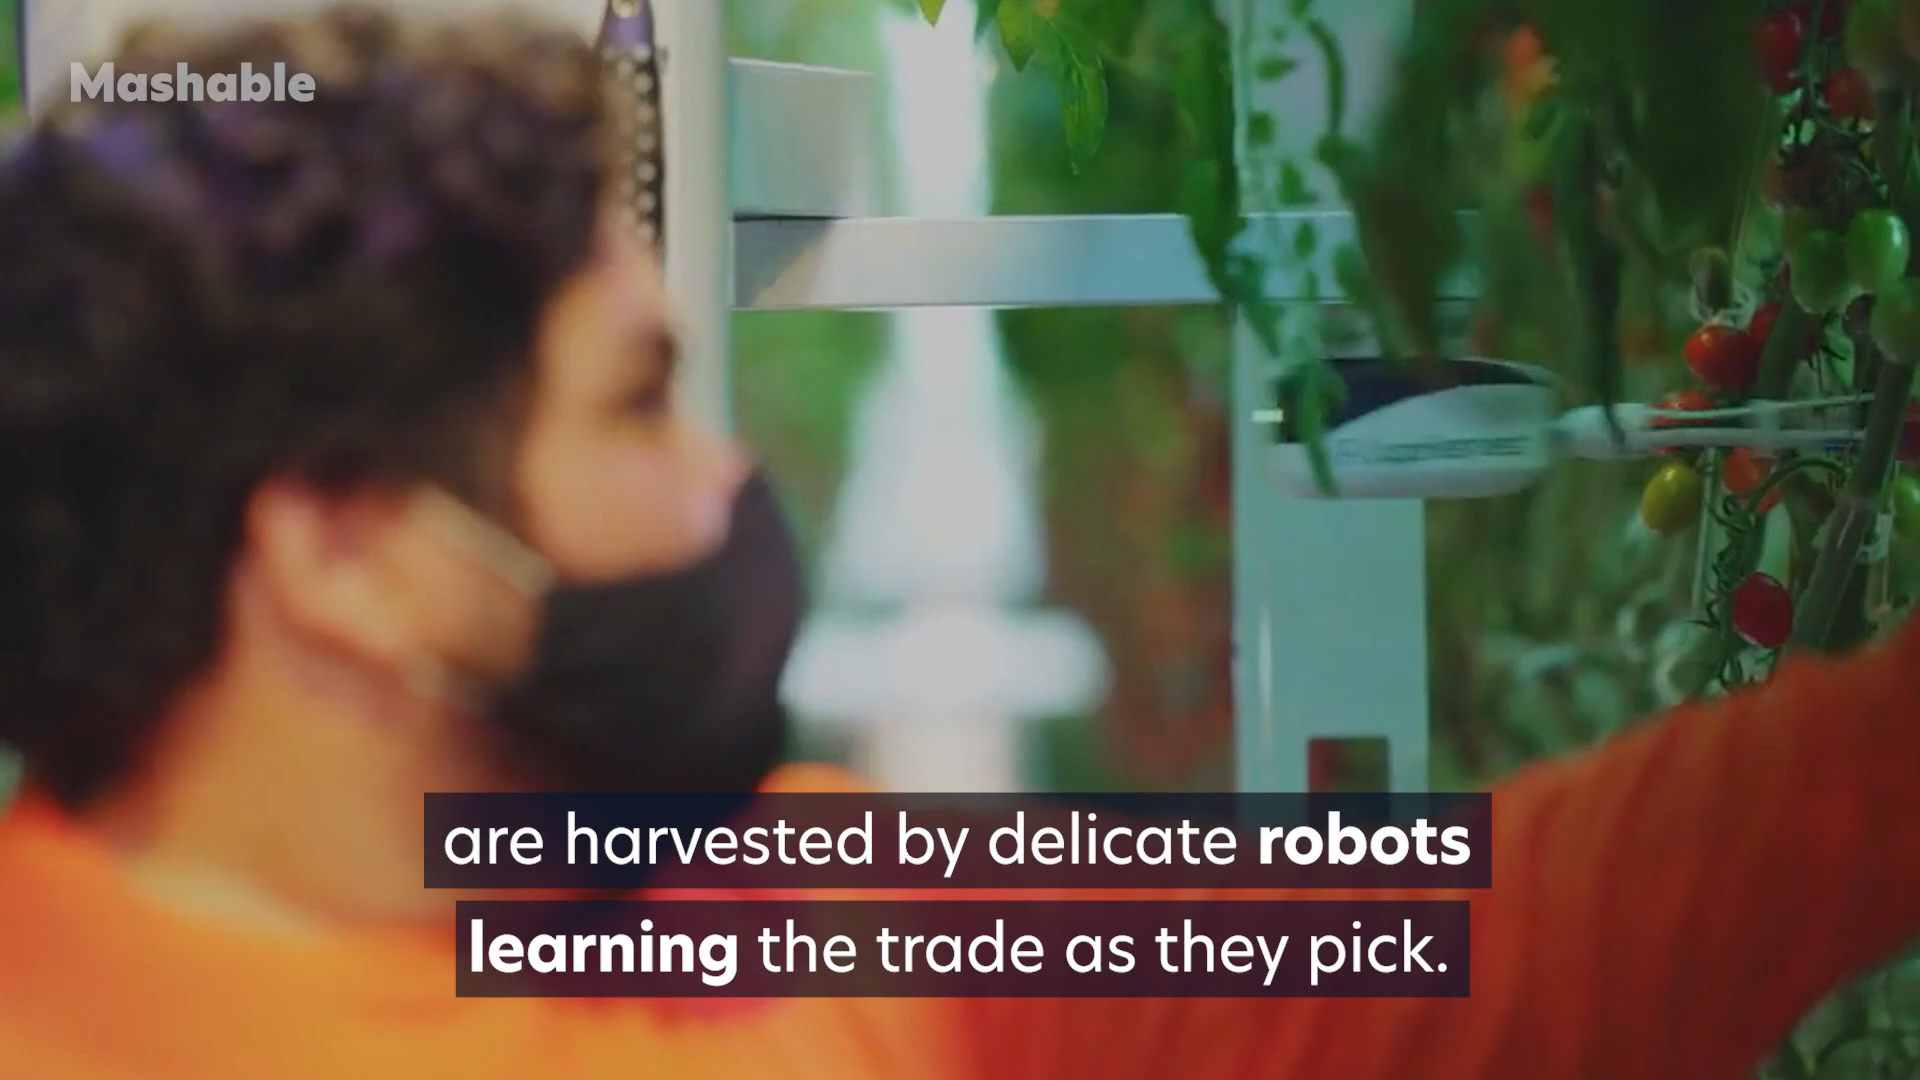 Mashable
are harvested by delicate robots
learning the trade as they pick.